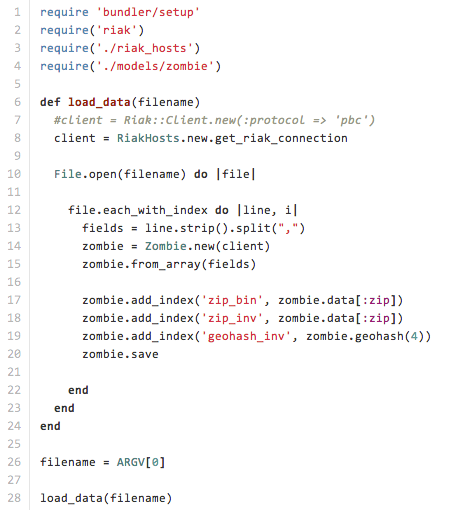 1 require 'bundler/setup'
2 require('riak')
3 require('./riak_hosts')
4 require('./models/zombie')
5
6 def load_data(filename)
7   #client = Riak::Client.new(:protocol => 'pbc')
8   client = RiakHosts.new.get_riak_connection
9
10   File.open(filename) do |file|
11
12     file.each_with_index do |line, i|
13       fields = line.strip().split(",")
14       zombie = Zombie.new(client)
15       zombie.from_array(fields)
16
17       zombie.add_index('zip_bin', zombie.data[:zip])
18       zombie.add_index('zip_inv', zombie.data[:zip])
19       zombie.add_index('geohash_inv', zombie.geohash(4))
20       zombie.save
21
22     end
23   end
24 end
25
26 filename = ARGV[0]
27
28 load_data(filename)